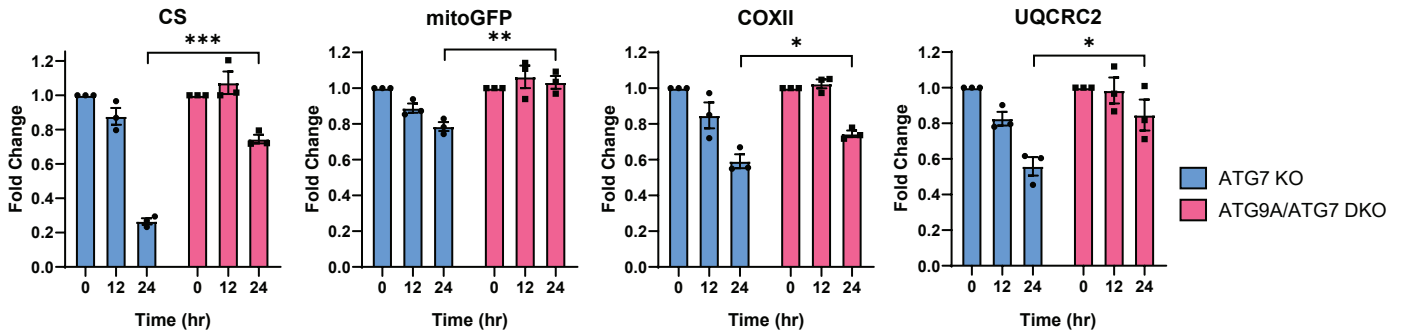 CS
***
Fold Change
1.2
1.0
0.8
0.6
0.4
0.2
0.0
0 12 24 0 12 24
Time (hr)
mitoGFP
**
Fold Change
1.2
1.0
0.8
0.6
0.4
0.2
0.0
0 12 24 0 12 24
Time (hr)
COXII
*
Fold Change
1.2
1.0
0.8
0.6
0.4
0.2
0.0
0 12 24 0 12 24
Time (hr)
UQCRC2
*
Fold Change
1.2
1.0
0.8
0.6
0.4
0.2
0.0
0 12 24 0 12 24
Time (hr)
ATG7 KO
ATG9A/ATG7 DKO